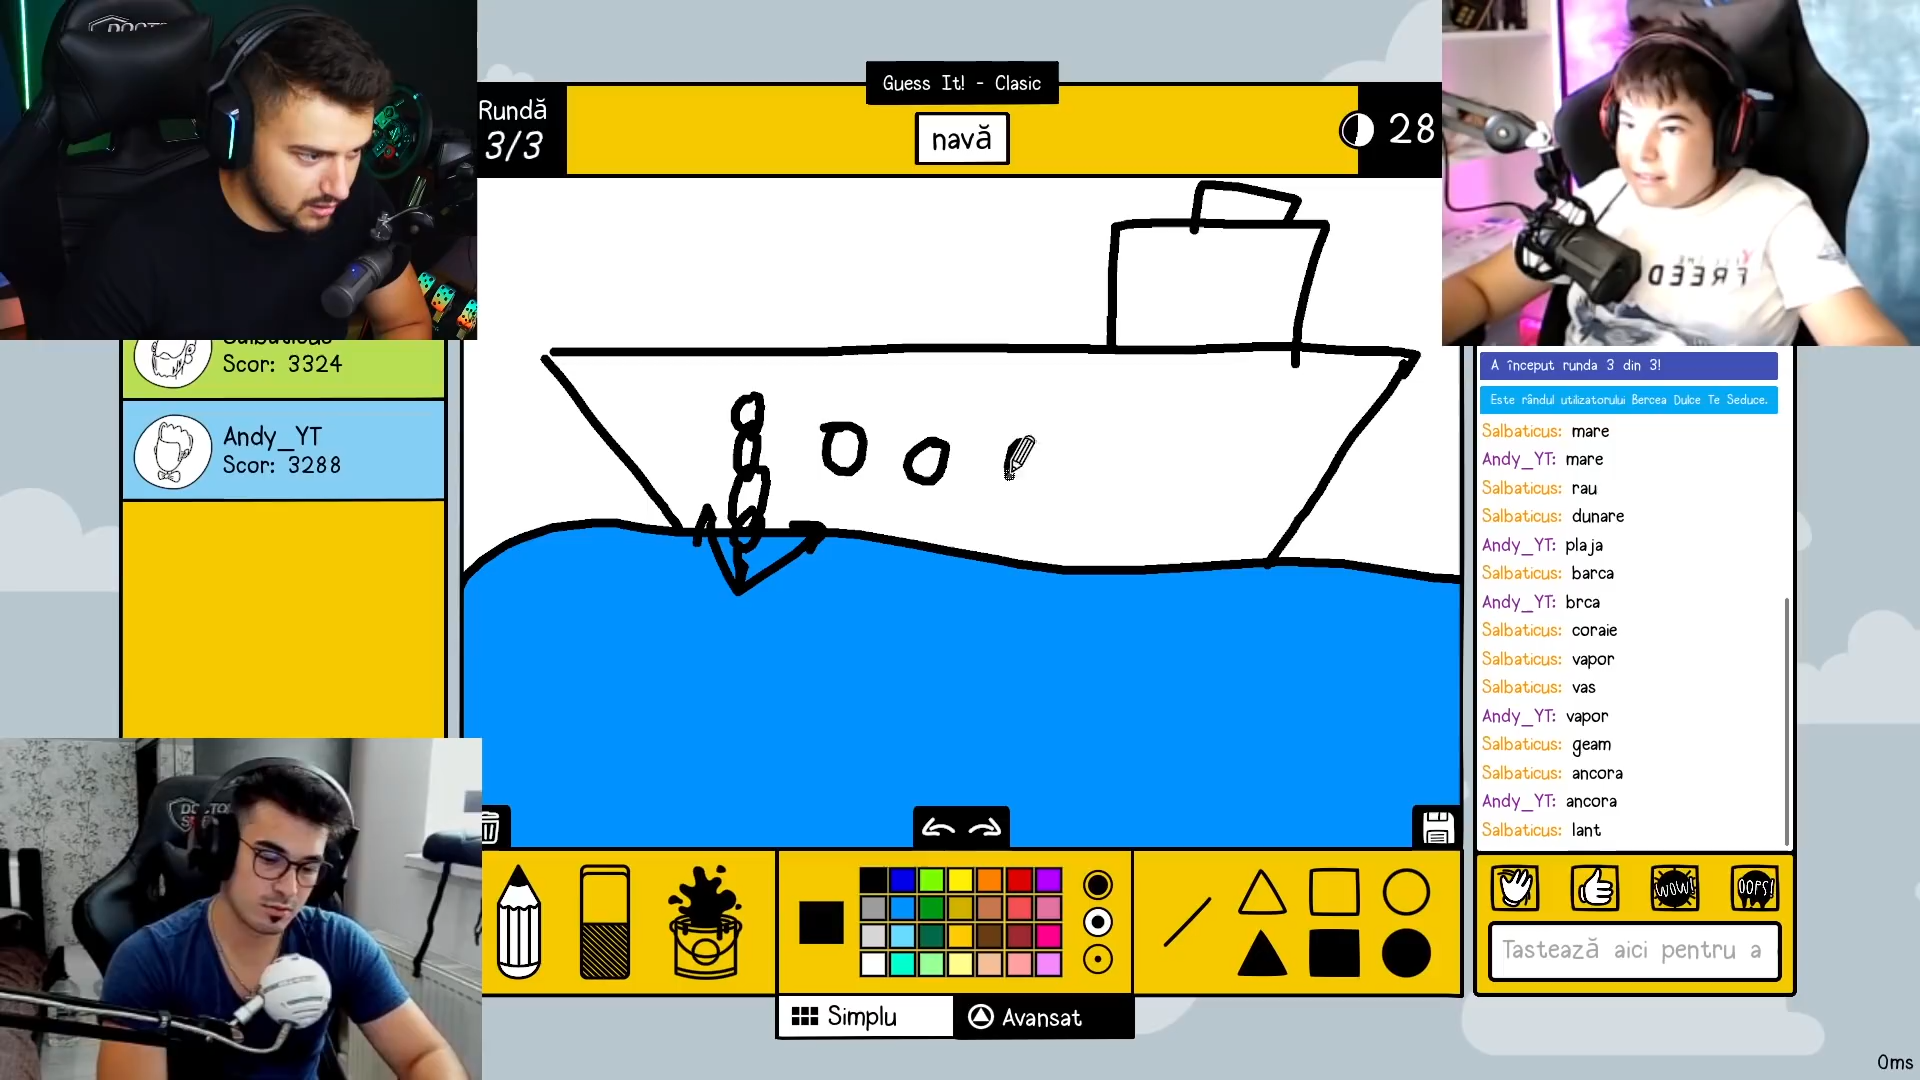 Guess It! - Clasic
Rundă
3/3
navă
28
Salbaticus
Scor: 3324
Andy_YT
Scor: 3288
A început runda 3 din 3!
Este rândul utilizatorului Bercea Dulce Te Seduce.
Salbaticus: mare
Andy_YT: mare
Salbaticus: rau
Salbaticus: dunare
Andy_YT: plaja
Salbaticus: barca
Andy_YT: brca
Salbaticus: coraie
Salbaticus: vapor
Salbaticus: vas
Andy_YT: vapor
Salbaticus: geam
Salbaticus: ancora
Andy_YT: ancora
Salbaticus: lant
WOW!
OOPS!
Tastează aici pentru a
Simplu
Avansat
0ms
FREED